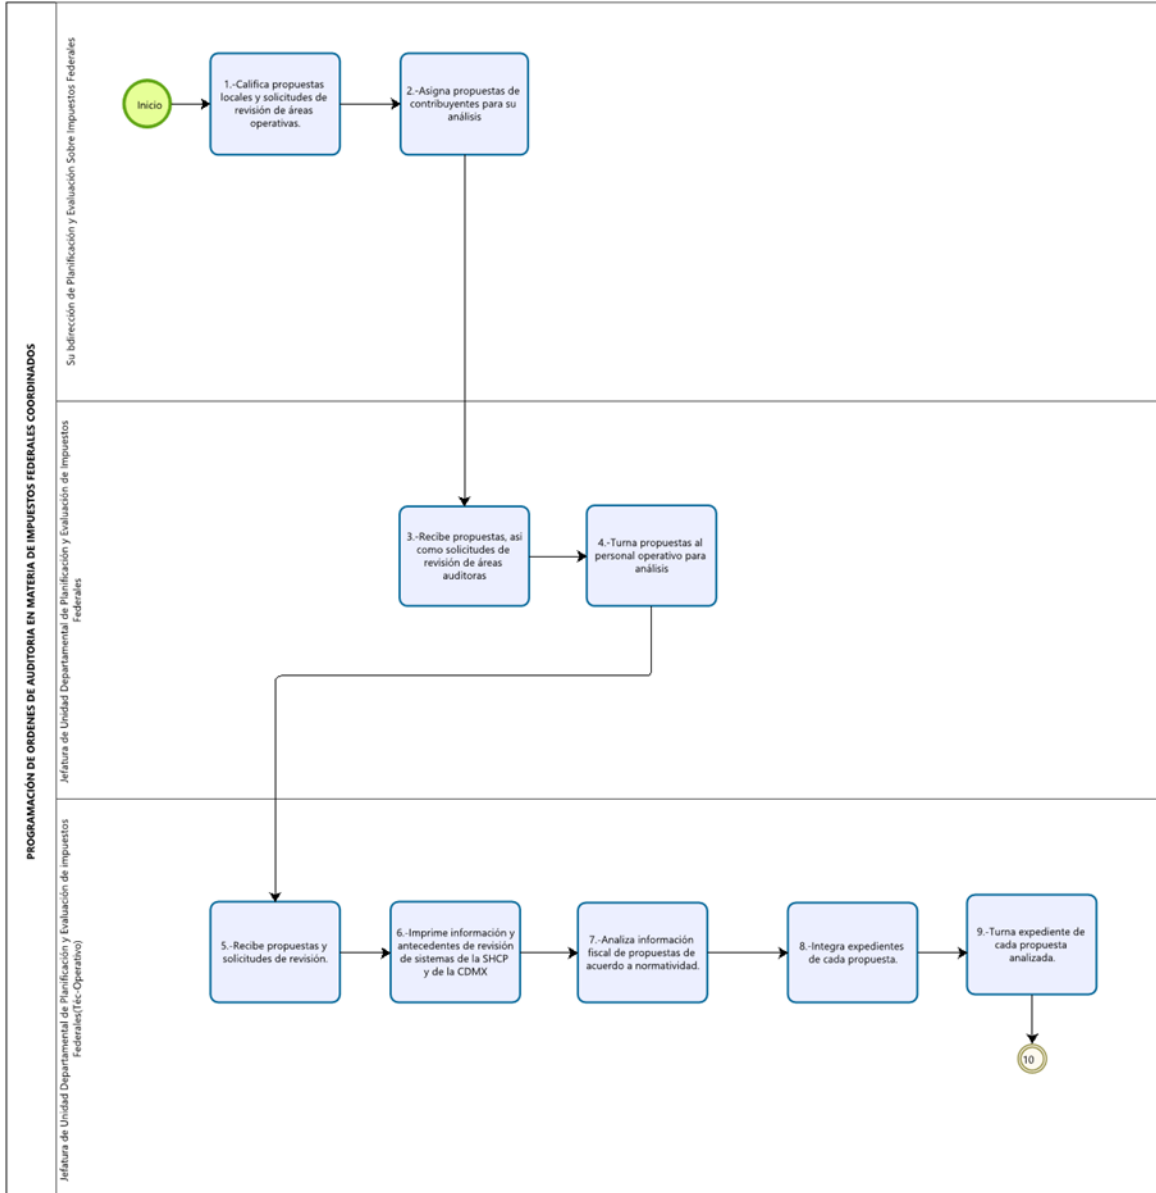 PROGRAMACIÓN DE ORDENES DE AUDITORIA EN MATERIA DE IMPUESTOS FEDERALES COORDINADOS
Su bdirección de Planificación y Evaluación Sobre Impuestos Federales
Inicio
1.-Califica propuestas
locales y solicitudes de
revisión de áreas
operativas.
2.-Asigna propuestas de
contribuyentes para su
análisis
Jefatura de Unidad Departamental de Planificación y Evaluación de Impuestos
Federales
3.-Recibe propuestas, asi
como solicitudes de
revisión de áreas
auditoras
4.-Turna propuestas al
personal operativo para
análisis
Jefatura de Unidad Departamental de Planificación y Evaluación de impuestos
Federales(Téc-Operativo)
5.-Recibe propuestas y
solicitudes de revisión.
6.-Imprime información y
antecedentes de revisión
de sistemas de la SHCP
y de la CDMX
7.-Analiza información
fiscal de propuestas de
acuerdo a normatividad.
8.-Integra expedientes
de cada propuesta.
9.-Turna expediente de
cada propuesta
analizada.
10